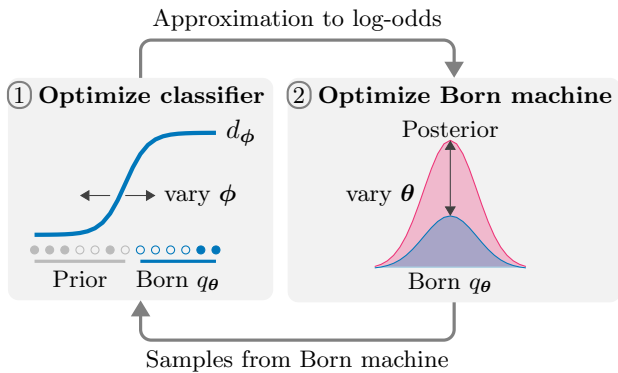 Approximation to log-odds
1 Optimize classifier
d_ϕ
vary ϕ
Prior
Born q_θ
2 Optimize Born machine
Posterior
vary θ
Born q_θ
Samples from Born machine